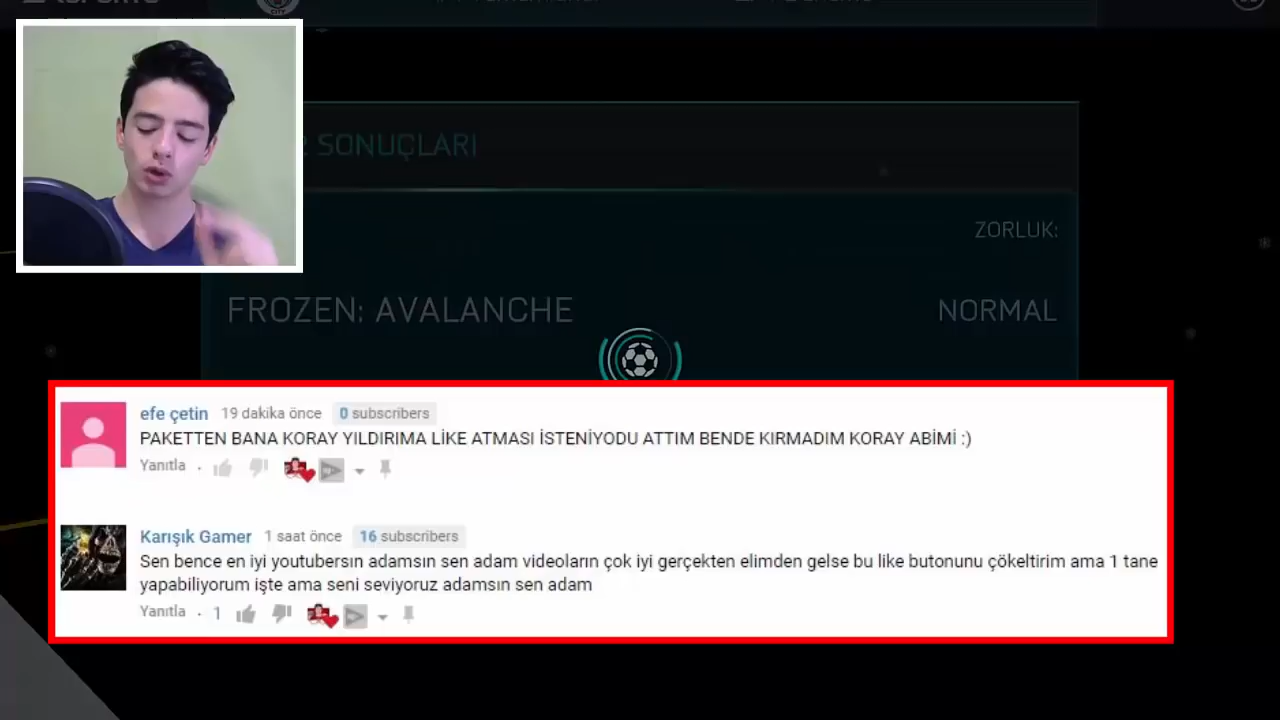 CITY
SONUÇLARI
ZORLUK:
FROZEN: AVALANCHE
NORMAL
efe çetin 19 dakika önce 0 subscribers
PAKETTEN BANA KORAY YILDIRIMA LİKE ATMASI İSTENİYODU ATTIM BENDE KIRMADIM KORAY ABİMİ :)
Yanıtla
Karışık Gamer 1 saat önce 16 subscribers
Sen bence en iyi youtubersın adamsın sen adam videoların çok iyi gerçekten elimden gelse bu like butonunu çökeltirim ama 1 tane
yapabiliyorum işte ama seni seviyoruz adamsın sen adam
Yanıtla · 1